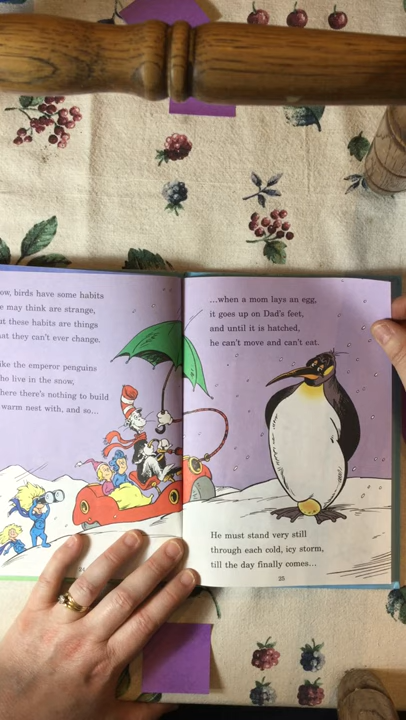 ow, birds have some habits
e may think are strange,
t these habits are things
at they can't ever change.
ike the emperor penguins
ho live in the snow,
here there's nothing to build
warm nest with, and so...
...when a mom lays an egg,
it goes up on Dad's feet,
and until it is hatched,
he can't move and can't eat.
He must stand very still
through each cold, icy storm,
till the day finally comes...
25